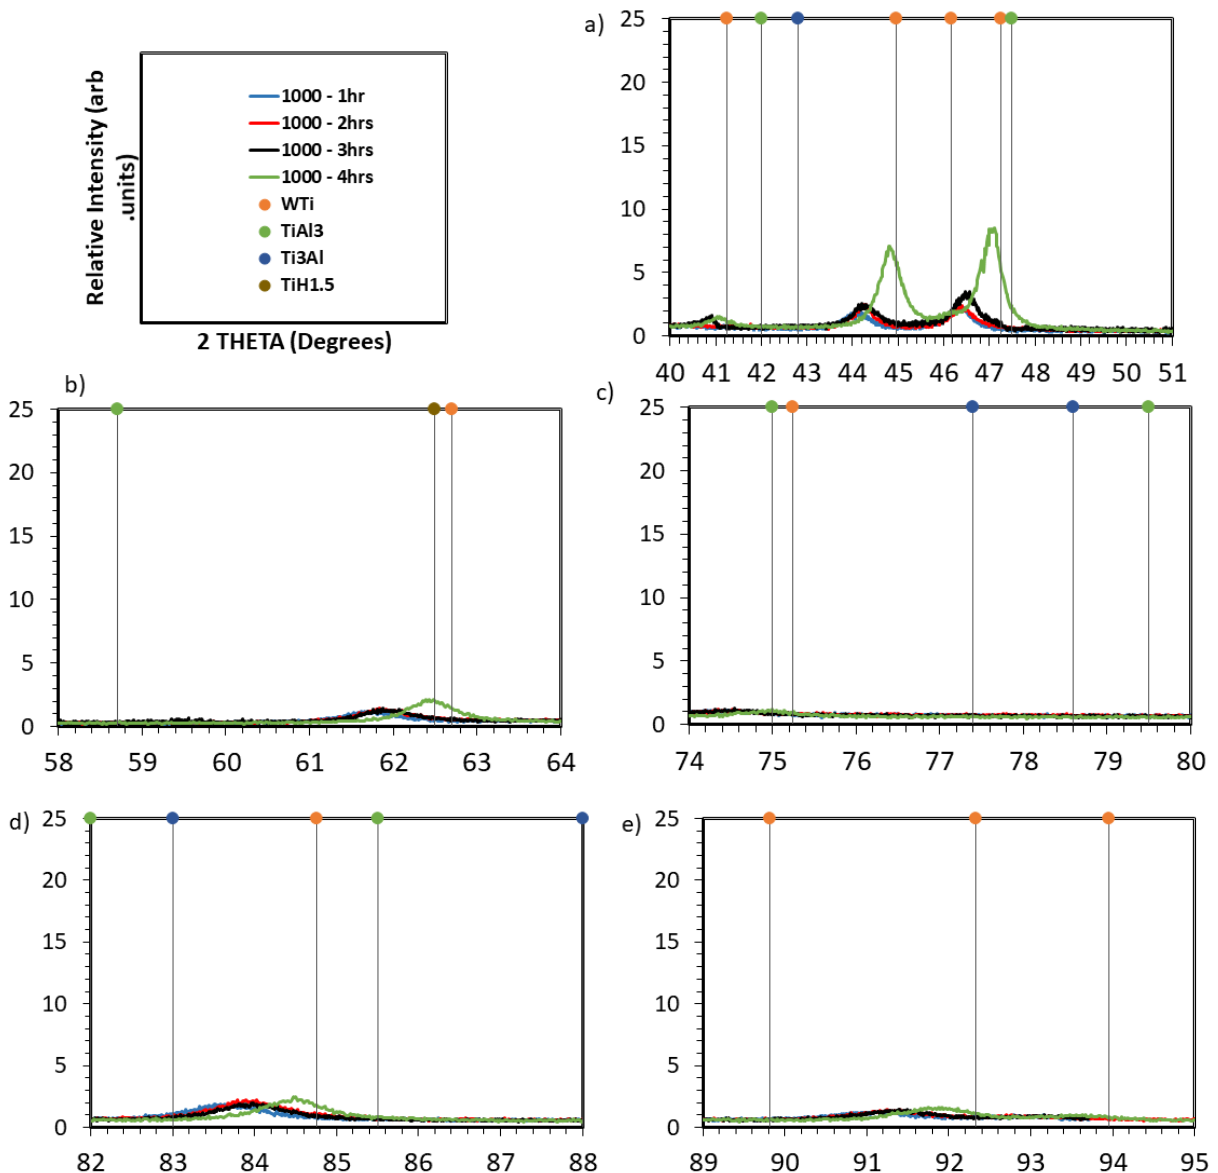 a)
25
20
15
10
5
0
40 41 42 43 44 45 46 47 48 49 50 51
Relative Intensity (arb
.units)
1000 - 1hr
1000 - 2hrs
1000 - 3hrs
1000 - 4hrs
WTi
TiAl3
Ti3Al
TiH1.5
2 THETA (Degrees)
b)
25
20
15
10
5
0
58 59 60 61 62 63 64
c)
25
20
15
10
5
0
74 75 76 77 78 79 80
d)
25
20
15
10
5
0
82 83 84 85 86 87 88
e)
25
20
15
10
5
0
89 90 91 92 93 94 95